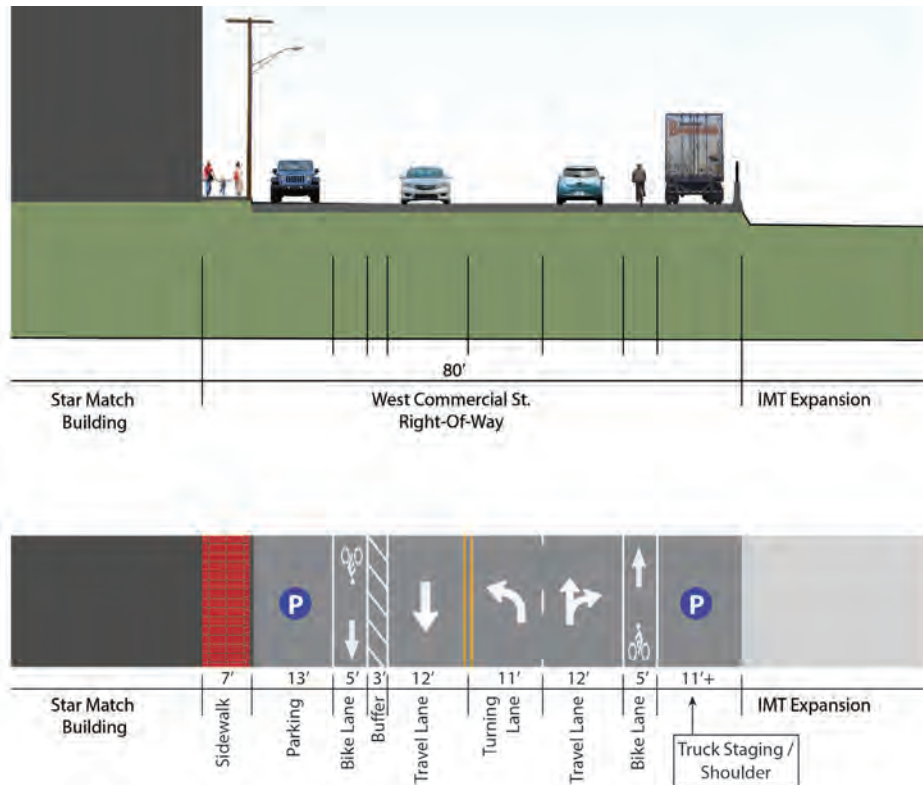 80’
Star Match
Building
West Commercial St.
Right-Of-Way
IMT Expansion
P
P
7’
13’
5’
3’
12’
11’
12’
5’
11’+
Star Match
Building
Sidewalk
Parking
Bike Lane
Buffer
Travel Lane
Turning
Lane
Travel Lane
Bike Lane
IMT Expansion
Truck Staging /
Shoulder